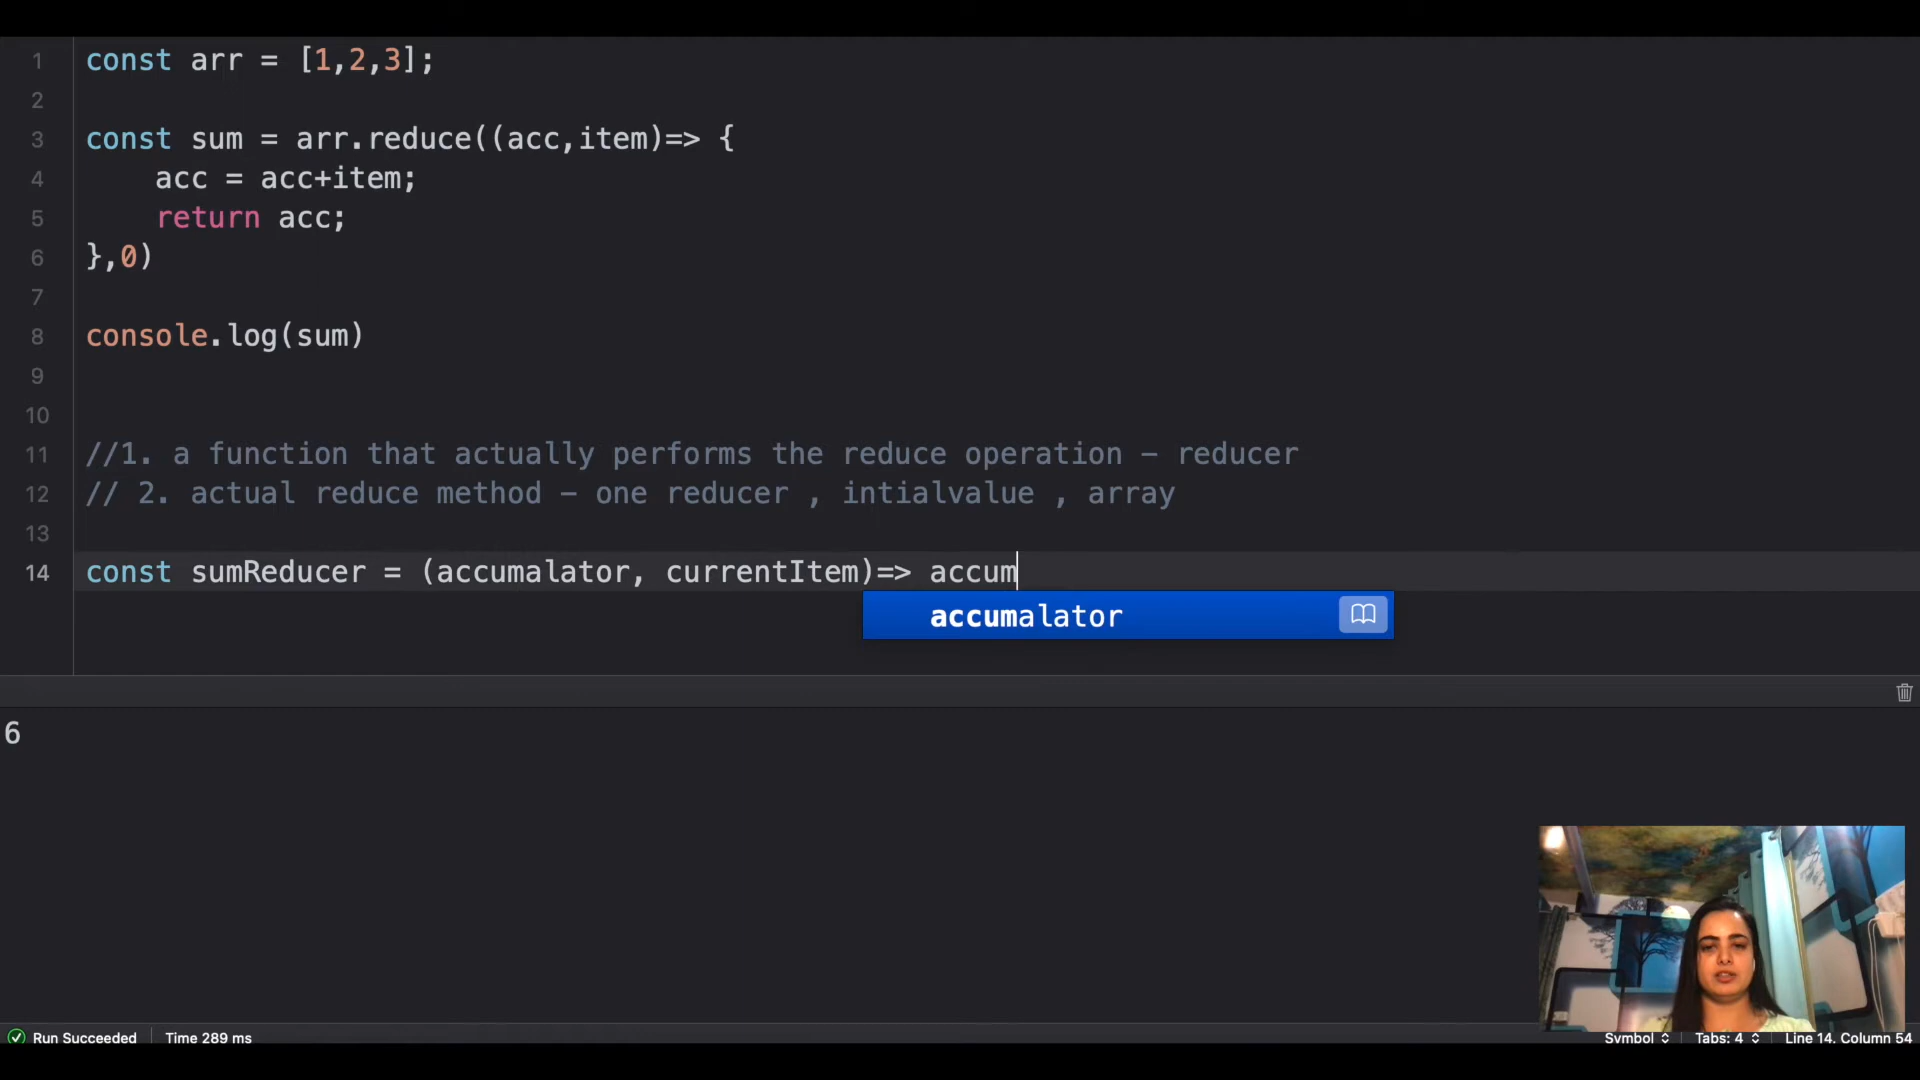 1 const arr = [1,2,3];
2
3 const sum = arr.reduce((acc,item)=> {
4 acc = acc+item;
5 return acc;
6 },0)
7
8 console.log(sum)
9
10
11 //1. a function that actually performs the reduce operation - reducer
12 // 2. actual reduce method - one reducer , intialvalue , array
13
14 const sumReducer = (accumalator, currentItem)=> accum
accumalator
6
Run Succeeded Time 289 ms Symbol Tabs: 4 Line 14, Column 54